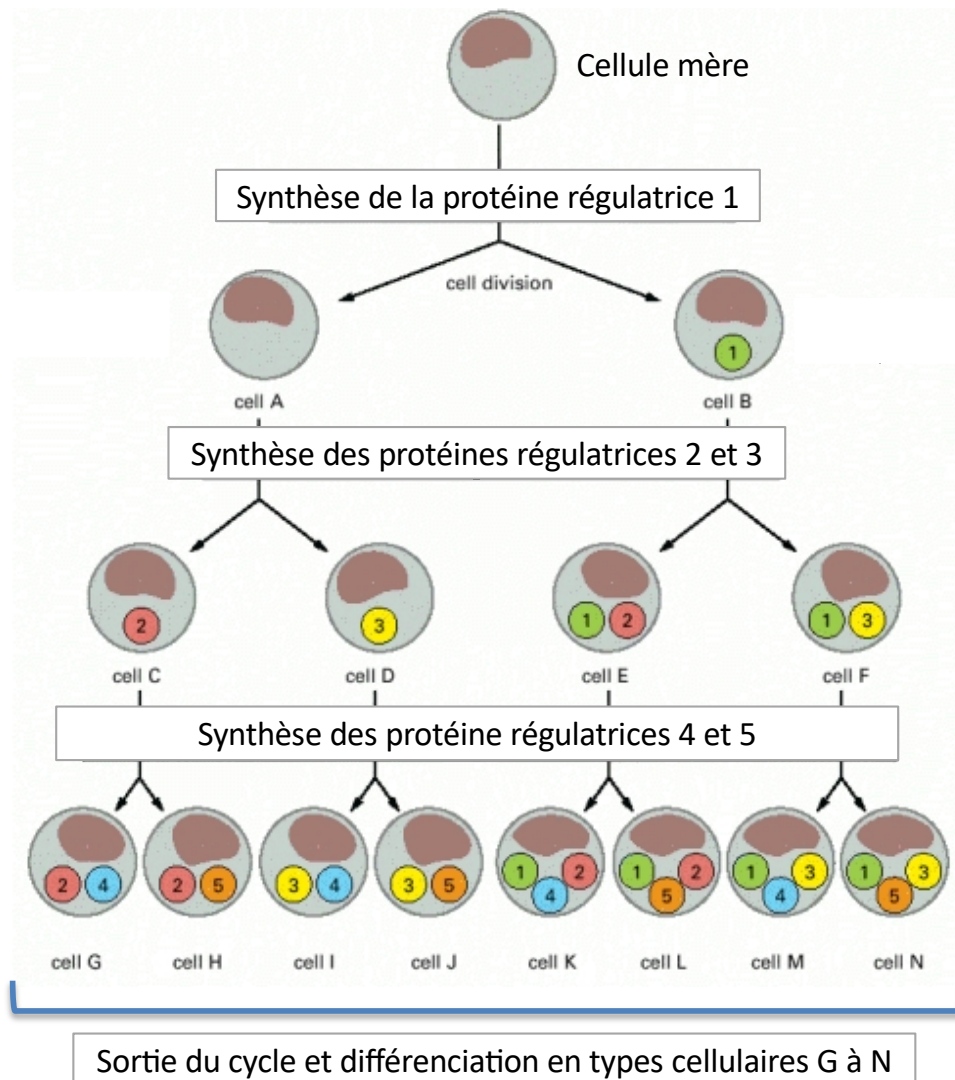 Cellule mère
Synthèse de la protéine régulatrice 1
cell division
1
cell A
cell B
Synthèse des protéines régulatrices 2 et 3
2
3
1 2
1 3
cell C
cell D
cell E
cell F
Synthèse des protéine régulatrices 4 et 5
2 4
2 5
3 4
3 5
1 2 4
1 2 5
1 3 4
1 3 5
cell G
cell H
cell I
cell J
cell K
cell L
cell M
cell N
Sortie du cycle et différenciation en types cellulaires G à N